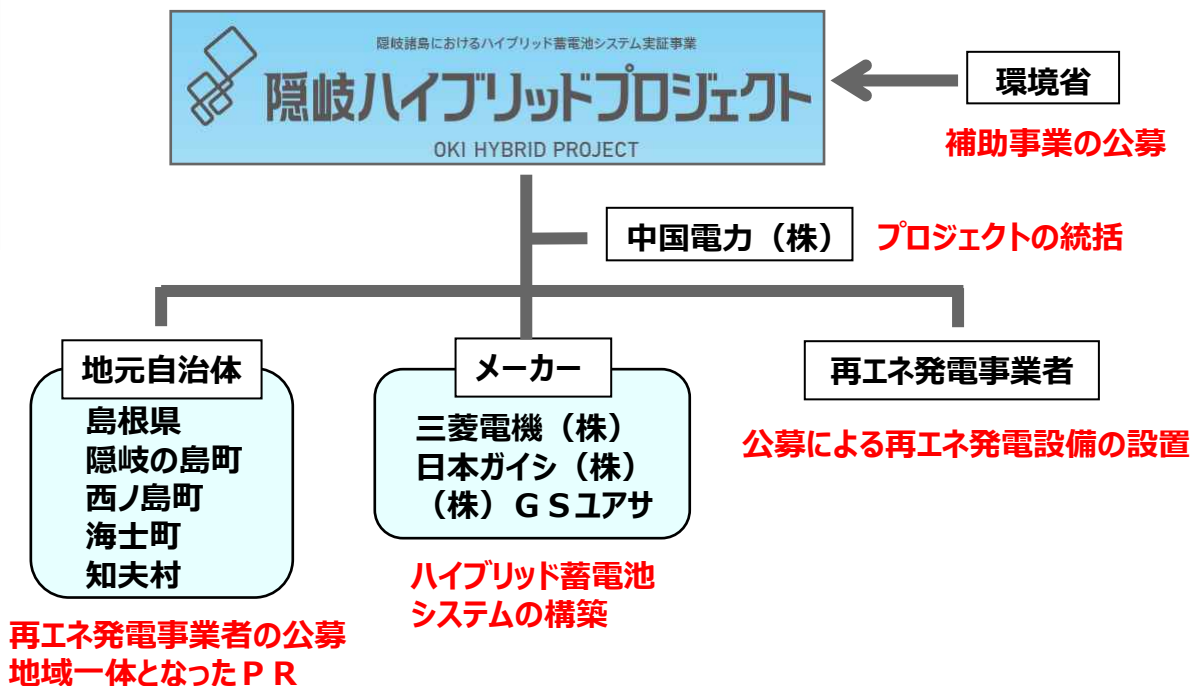 隠岐諸島におけるハイブリッド蓄電池システム実証事業
隠岐ハイブリッドプロジェクト
OKI HYBRID PROJECT
環境省
補助事業の公募
中国電力（株）
プロジェクトの統括
地元自治体
島根県
隠岐の島町
西ノ島町
海士町
知夫村
再エネ発電事業者の公募
地域一体となったＰＲ
メーカー
三菱電機（株）
日本ガイシ（株）
（株）ＧＳユアサ
ハイブリッド蓄電池
システムの構築
再エネ発電事業者
公募による再エネ発電設備の設置